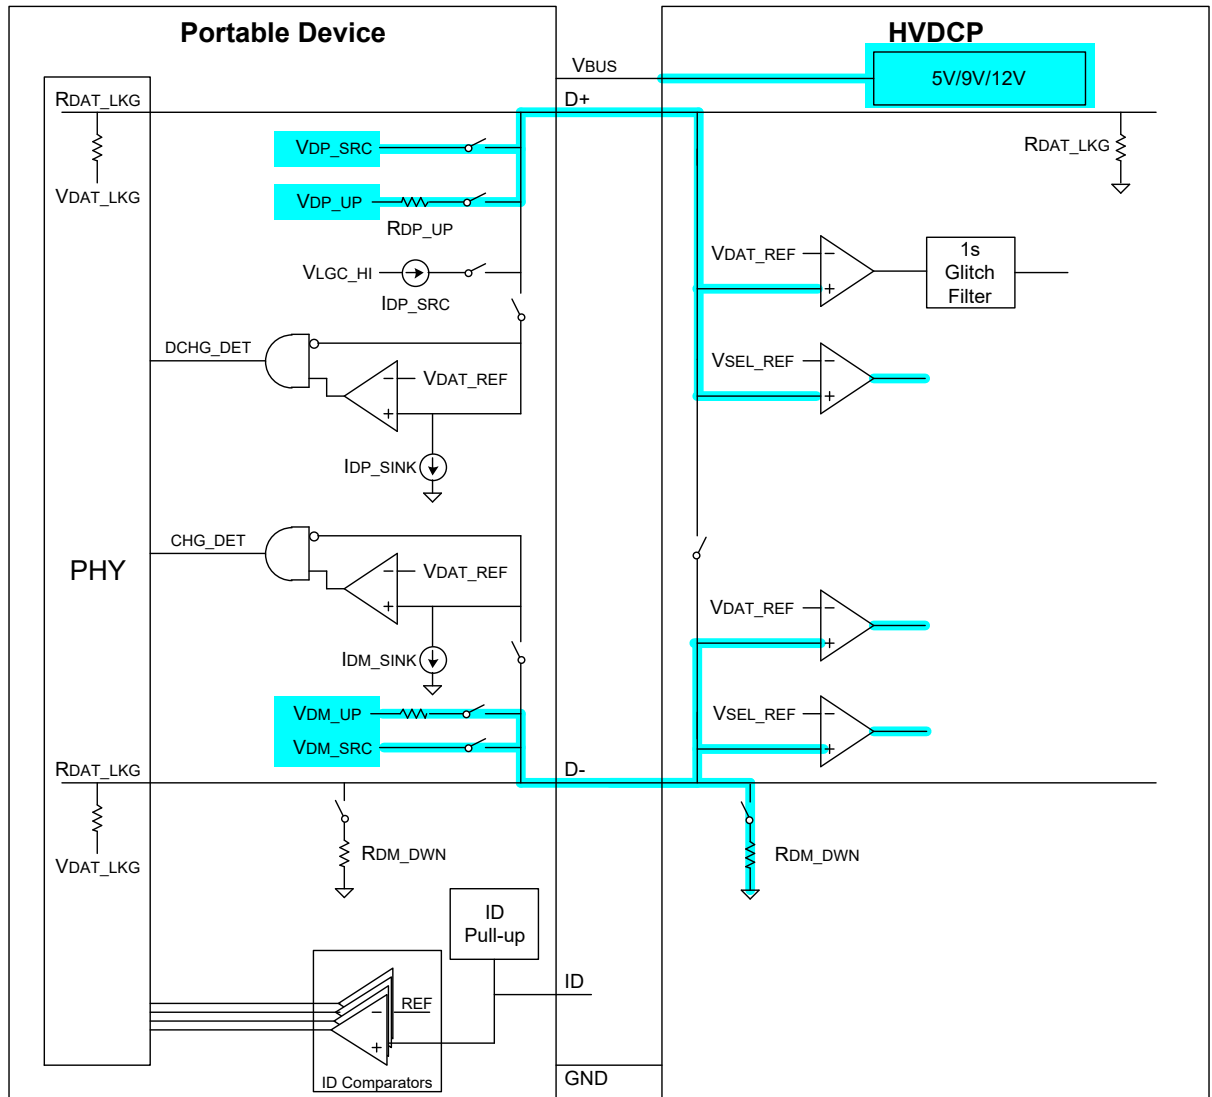 Portable Device
HVDCP
VBUS
5V/9V/12V
RDAT_LKG
D+
VDP_SRC
RDAT_LKG
VDAT_LKG
VDP_UP
RDP_UP
VDAT_REF
1s
Glitch
Filter
VLGC_HI
IDP_SRC
DCHG_DET
VSEL_REF
VDAT_REF
IDP_SINK
CHG_DET
PHY
VDAT_REF
VDAT_REF
IDM_SINK
VDM_UP
VSEL_REF
VDM_SRC
RDAT_LKG
D-
VDAT_LKG
RDM_DWN
RDM_DWN
ID
Pull-up
ID
REF
ID Comparators
GND